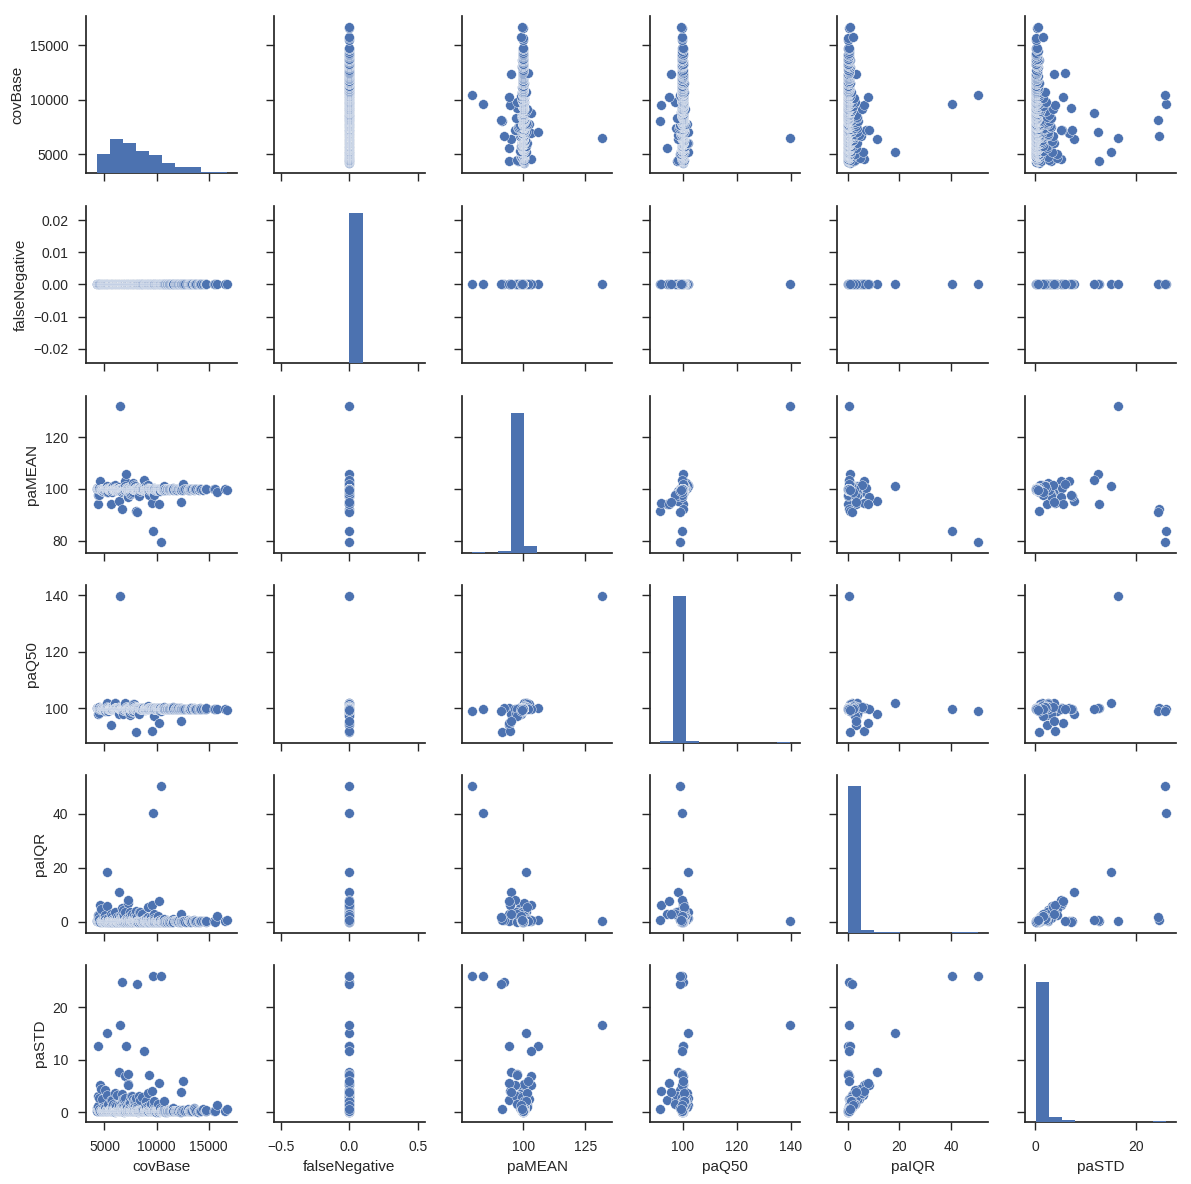 15000
10000
5000
covBase
0.02
0.01
0.00
−0.01
−0.02
falseNegative
120
100
80
paMEAN
140
120
100
paQ50
40
20
0
paIQR
20
10
0
paSTD
5000 10000 15000
−0.5 0.0 0.5
100 125
100 120 140
0 20 40
0 20
covBase falseNegative paMEAN paQ50 paIQR paSTD